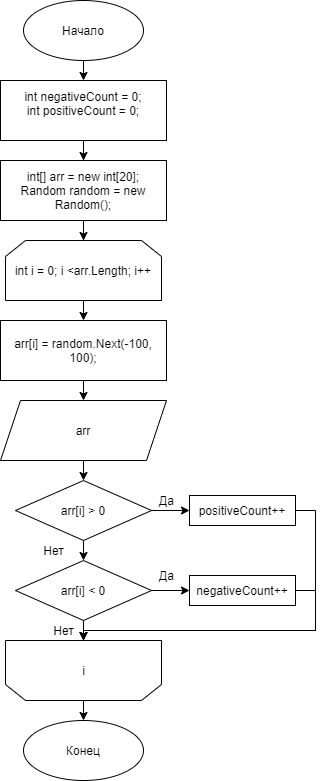 Начало
int negativeCount = 0;
int positiveCount = 0;
int[] arr = new int[20];
Random random = new
Random();
int i = 0; i <arr.Length; i++
arr[i] = random.Next(-100,
100);
arr
arr[i] > 0
Да
positiveCount++
Нет
arr[i] < 0
Да
negativeCount++
Нет
i
Конец